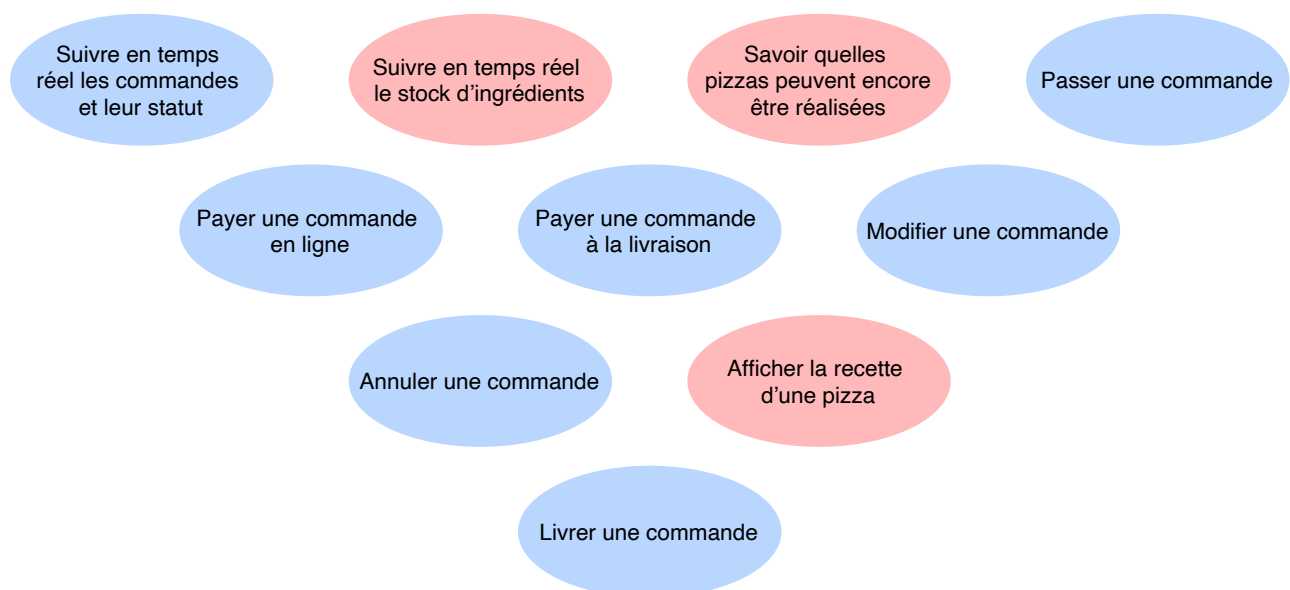 Suivre en temps
réel les commandes
et leur statut
Suivre en temps réel
le stock d'ingrédients
Savoir quelles
pizzas peuvent encore
être réalisées
Passer une commande
Payer une commande
en ligne
Payer une commande
à la livraison
Modifier une commande
Annuler une commande
Afficher la recette
d'une pizza
Livrer une commande